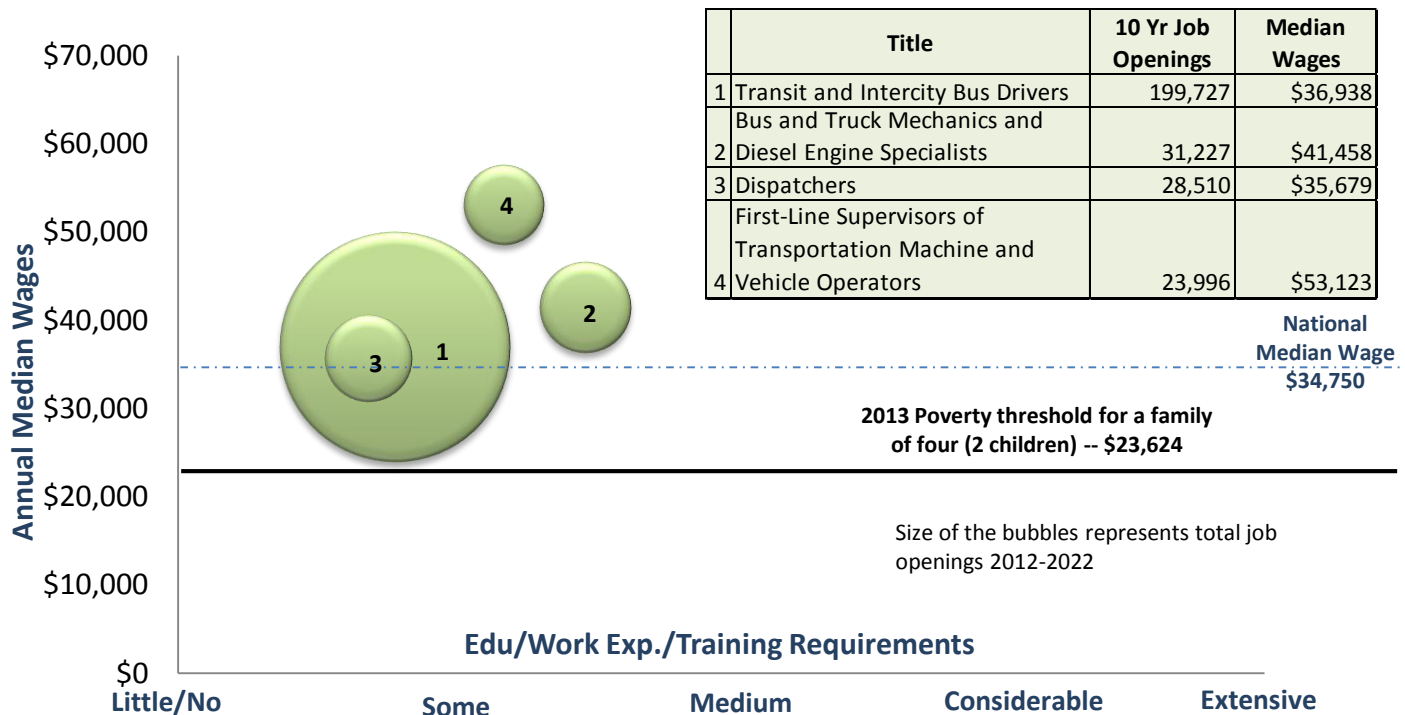 Title
10 Yr Job
Openings
Median
Wages
1 Transit and Intercity Bus Drivers 199,727 $36,938
Bus and Truck Mechanics and
2 Diesel Engine Specialists 31,227 $41,458
3 Dispatchers 28,510 $35,679
First-Line Supervisors of
Transportation Machine and
4 Vehicle Operators 23,996 $53,123
Annual Median Wages
$70,000
$60,000
$50,000
$40,000
$30,000
$20,000
$10,000
$0
4
2
3
1
National
Median Wage
$34,750
2013 Poverty threshold for a family
of four (2 children) -- $23,624
Size of the bubbles represents total job
openings 2012-2022
Edu/Work Exp./Training Requirements
Little/No
Some
Medium
Considerable
Extensive